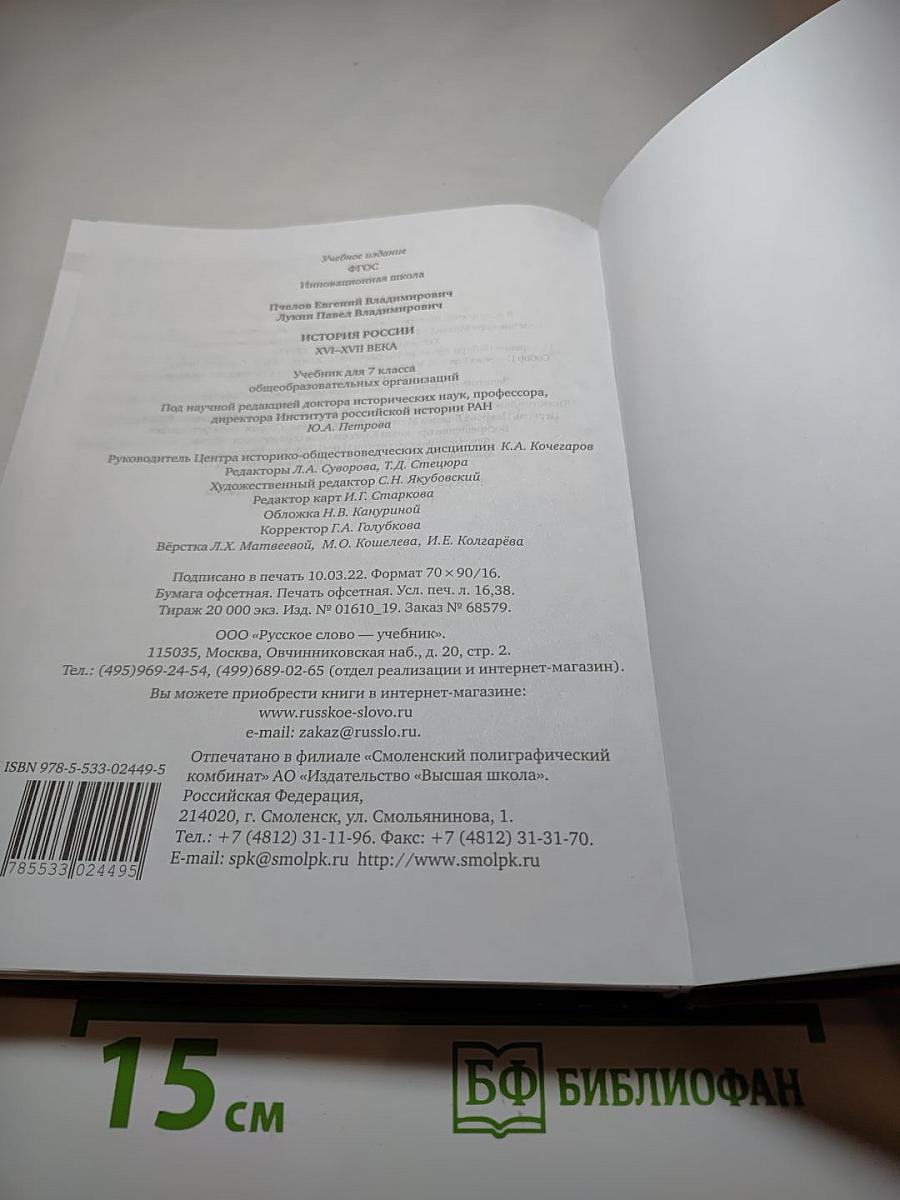 Учебное издание
ФГОС
Инновационная школа
Пчелов Евгений Владимирович
Лукин Павел Владимирович
ИСТОРИЯ РОССИИ
XVI–XVII ВЕКА
Учебник для 7 класса
общеобразовательных организаций
Под научной редакцией доктора исторических наук, профессора,
директора Института российской истории РАН
Ю.А. Петрова
Руководитель Центра историко-обществоведческих дисциплин К.А. Кочегаров
Редакторы Л.А. Суворова, Т.Д. Стецюра
Художественный редактор С.Н. Якубовский
Редактор карт И.Г. Старкова
Обложка Н.В. Кануриной
Корректор Г.А. Голубкова
Вёрстка Л.Х. Матвеевой, М.О. Кошелева, И.Е. Колгарёва
Подписано в печать 10.03.22. Формат 70 × 90/16.
Бумага офсетная. Печать офсетная. Усл. печ. л. 16,38.
Тираж 20 000 экз. Изд. № 01610_19. Заказ № 68579.
ООО «Русское слово — учебник».
115035, Москва, Овчинниковская наб., д. 20, стр. 2.
Тел.: (495)969-24-54, (499)689-02-65 (отдел реализации и интернет-магазин).
Вы можете приобрести книги в интернет-магазине:
www.russkoe-slovo.ru
e-mail: zakaz@russlo.ru.
ISBN 978-5-533-02449-5
785533 024495
Отпечатано в филиале «Смоленский полиграфический
комбинат» АО «Издательство «Высшая школа».
Российская Федерация,
214020, г. Смоленск, ул. Смольянинова, 1.
Тел.: +7 (4812) 31-11-96. Факс: +7 (4812) 31-31-70.
E-mail: spk@smolpk.ru http://www.smolpk.ru
15 см
БФ БИБЛИОФАН